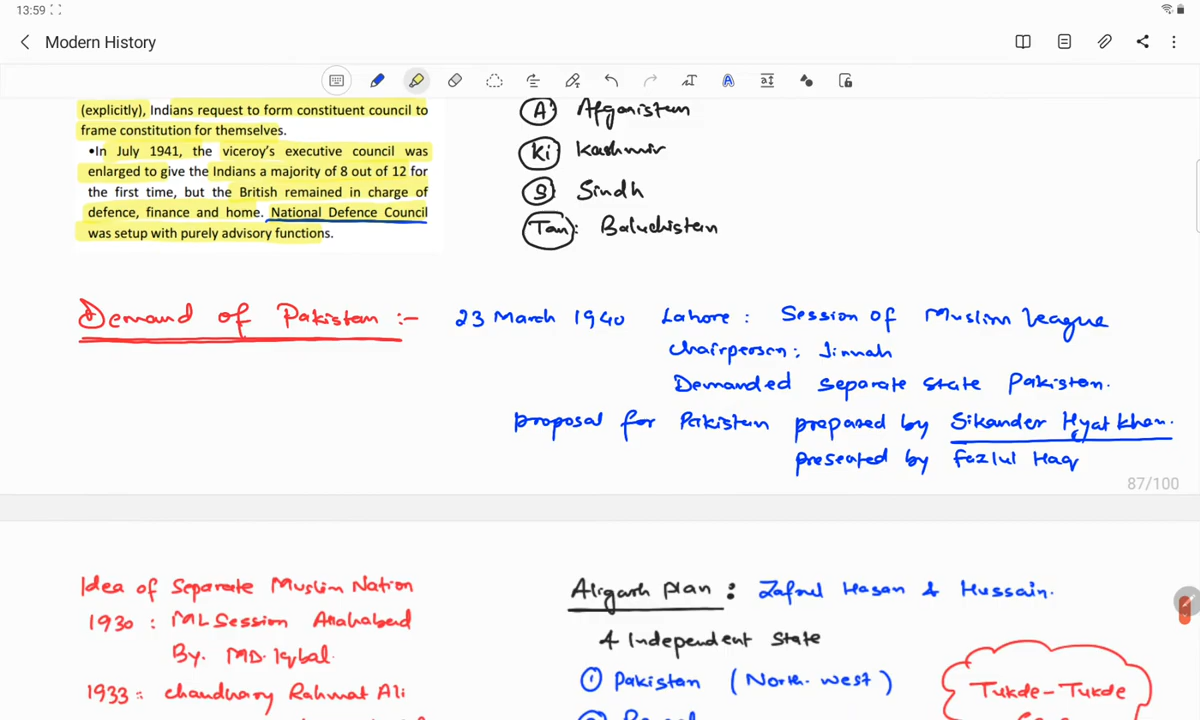 13:59
Modern History
(explicitly), Indians request to form constituent council to
frame constitution for themselves.
•In July 1941, the viceroy's executive council was
enlarged to give the Indians a majority of 8 out of 12 for
the first time, but the British remained in charge of
defence, finance and home. National Defence Council
was setup with purely advisory functions.
A Afganistan
Ki Kashmir
S Sindh
Tan: Baluchistan
Demand of Pakistan :-
23 March 1940 Lahore : Session of Muslim League
Chairperson: Jinnah
Demanded separate state Pakistan.
proposal for Pakistan prepared by Sikander Hyat Khan.
presented by Fazlul Haq
87/100
Idea of Separate Muslim Nation
1930 : ML Session Allahabad
By. MD. Iqbal.
1933: Chaudhary Rahmat Ali
Aligarh plan : Zafrul Hasan & Hussain.
4 Independent State
① Pakistan (North-west)
Tukde-Tukde